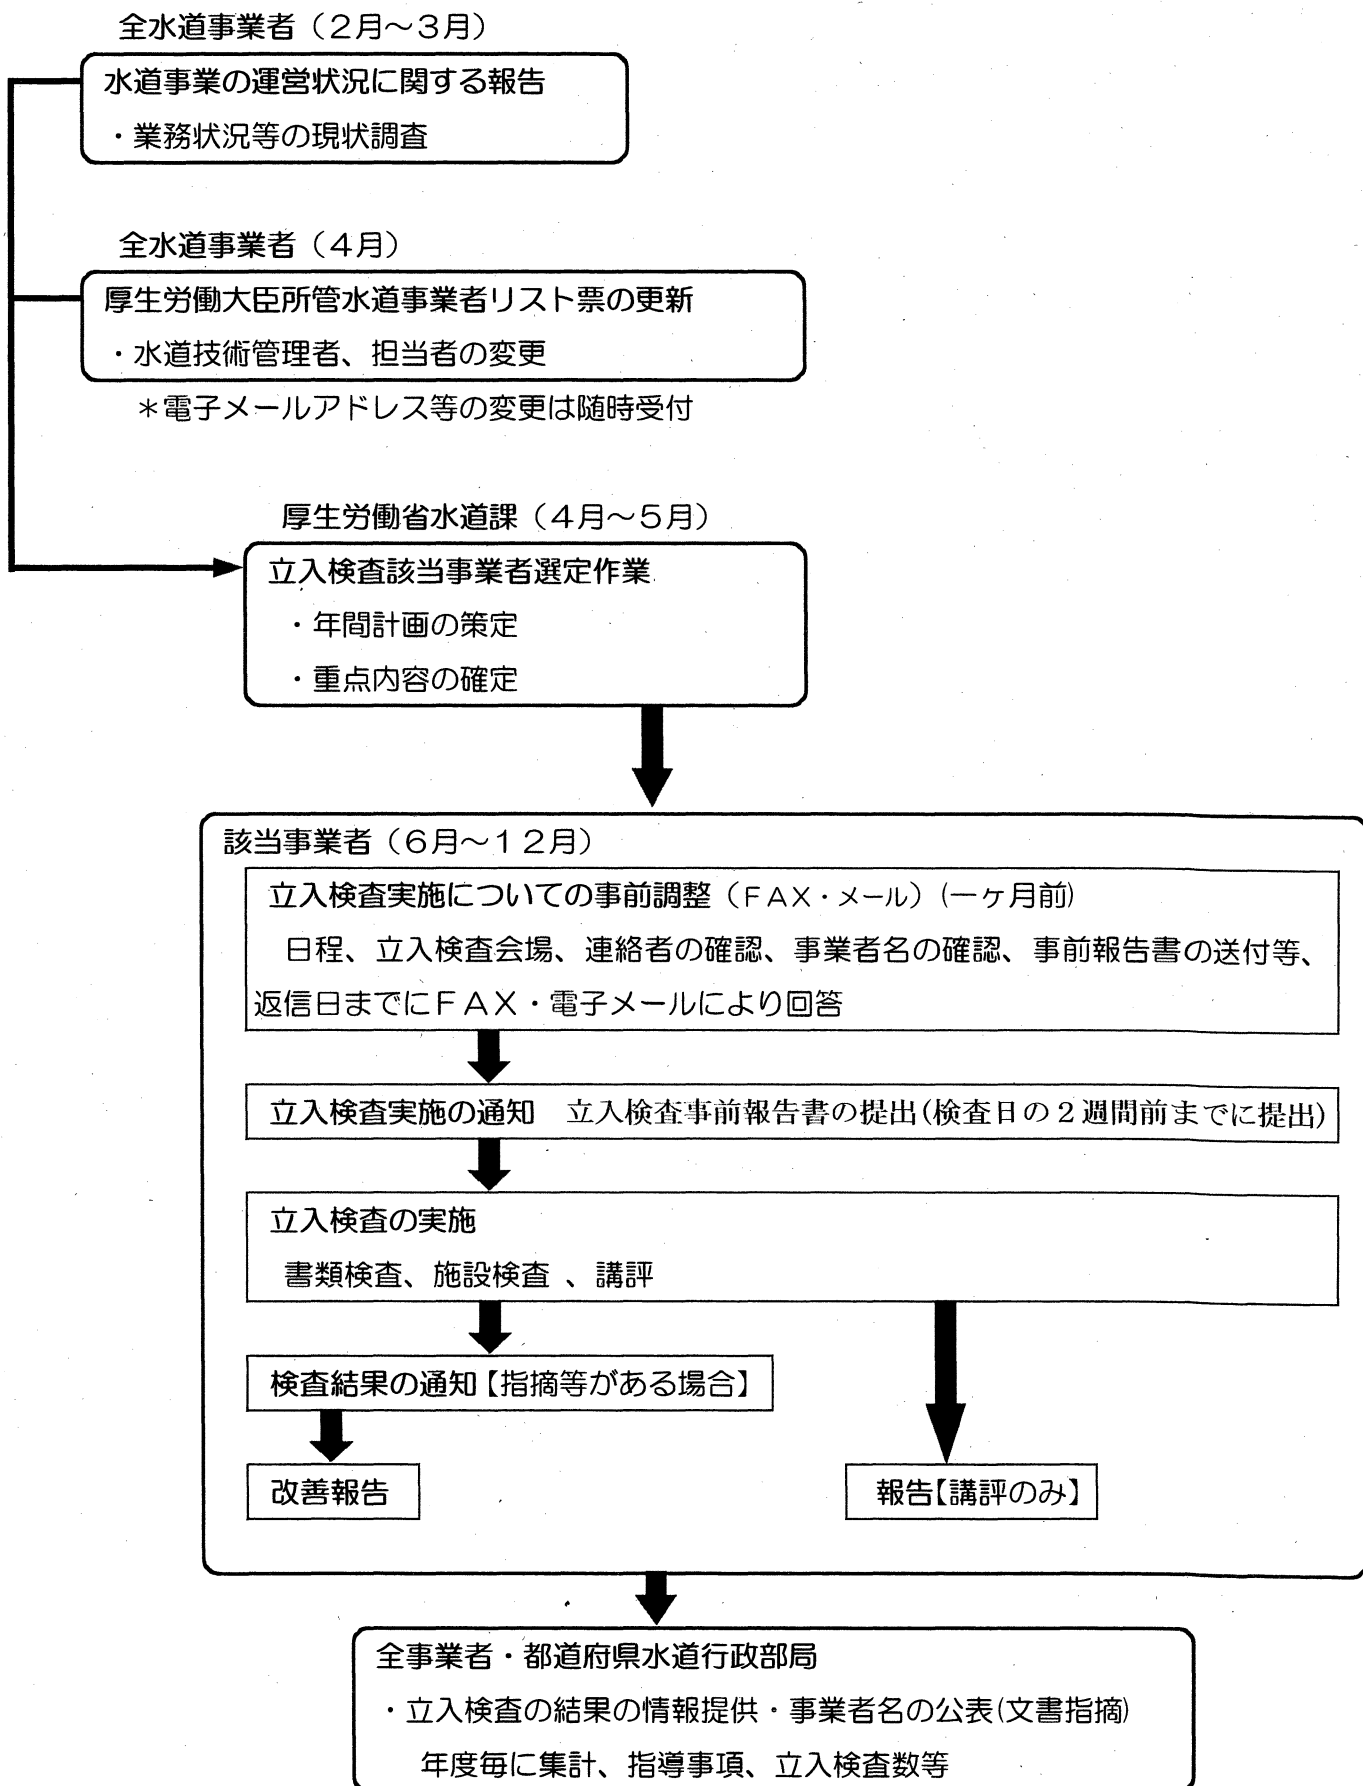 全水道事業者（２月～３月）
水道事業の運営状況に関する報告
・業務状況等の現状調査
全水道事業者（４月）
厚生労働大臣所管水道事業者リスト票の更新
・水道技術管理者、担当者の変更
＊電子メールアドレス等の変更は随時受付
厚生労働省水道課（４月～５月）
立入検査該当事業者選定作業
・年間計画の策定
・重点内容の確定
該当事業者（６月～１２月）
立入検査実施についての事前調整（ＦＡＸ・メール）(一ヶ月前)
日程、立入検査会場、連絡者の確認、事業者名の確認、事前報告書の送付等、
返信日までにＦＡＸ・電子メールにより回答
立入検査実施の通知　立入検査事前報告書の提出(検査日の２週間前までに提出)
立入検査の実施
書類検査、施設検査 、講評
検査結果の通知【指摘等がある場合】
改善報告
報告【講評のみ】
全事業者・都道府県水道行政部局
・立入検査の結果の情報提供・事業者名の公表(文書指摘)
年度毎に集計、指導事項、立入検査数等